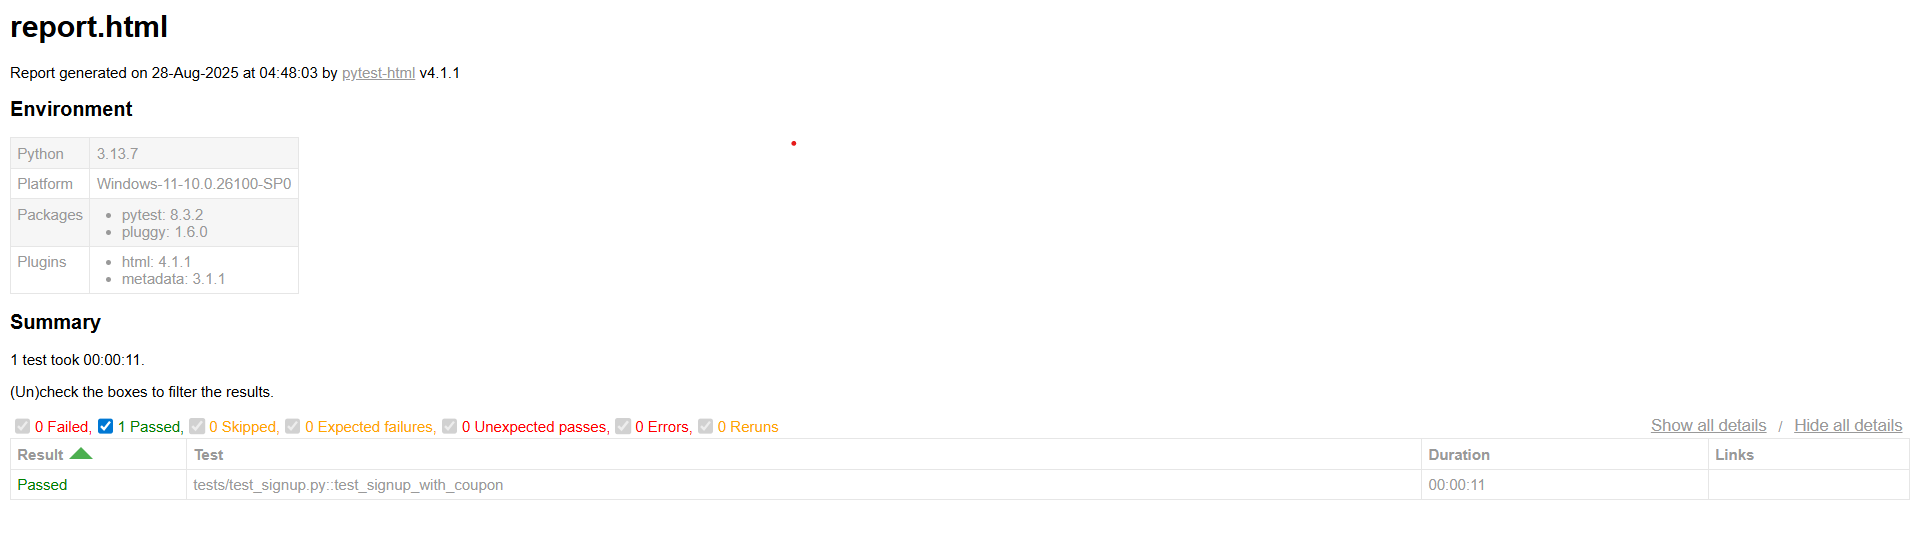 report.html
Report generated on 28-Aug-2025 at 04:48:03 by pytest-html v4.1.1
Environment
Python 3.13.7
Platform Windows-11-10.0.26100-SP0
Packages pytest: 8.3.2
pluggy: 1.6.0
Plugins html: 4.1.1
metadata: 3.1.1
Summary
1 test took 00:00:11.
(Un)check the boxes to filter the results.
0 Failed, 1 Passed, 0 Skipped, 0 Expected failures, 0 Unexpected passes, 0 Errors, 0 Reruns Show all details / Hide all details
Result Test Duration Links
Passed tests/test_signup.py::test_signup_with_coupon 00:00:11